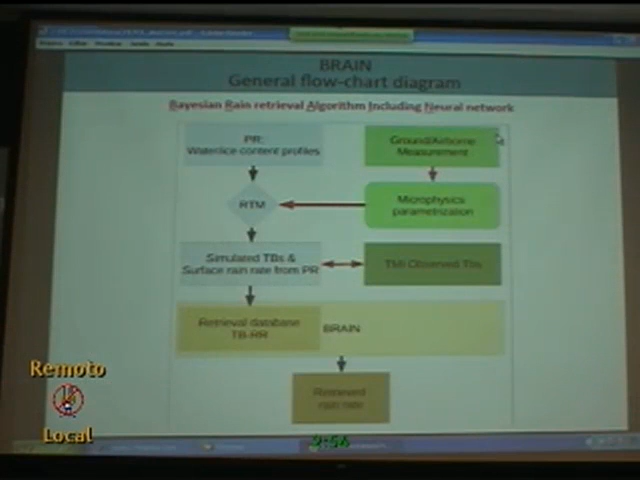 BRAIN
General flow-chart diagram
Bayesian Rain retrieval Algorithm Including Neural network
PR:
Water/ice content profiles
Ground/Airborne
Measurement
RTM
Microphysics
parametrization
Simulated TBs &
Surface rain rate from PR
TMI Observed TBs
Retrieval database
TB-RR
BRAIN
Retrieved
rain rate
Remoto
Local
2:54